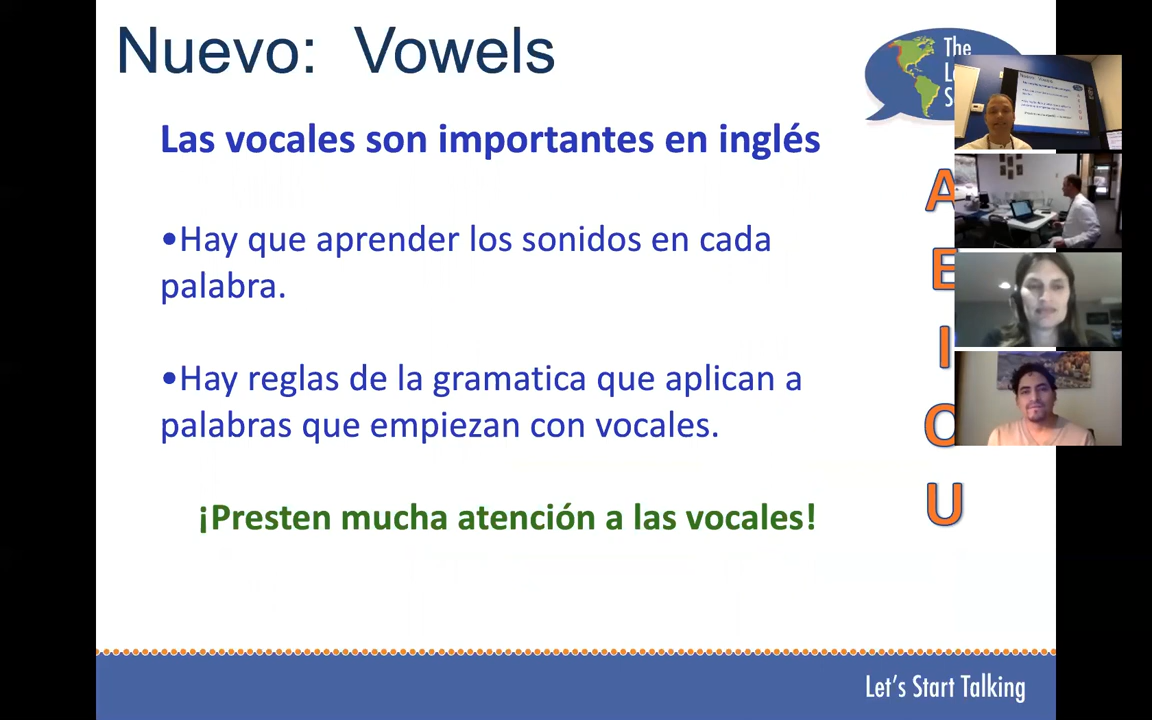 Nuevo: Vowels
The
Las vocales son importantes en inglés
•Hay que aprender los sonidos en cada
palabra.
•Hay reglas de la gramatica que aplican a
palabras que empiezan con vocales.
¡Presten mucha atención a las vocales!
A
E
I
O
U
Let's Start Talking